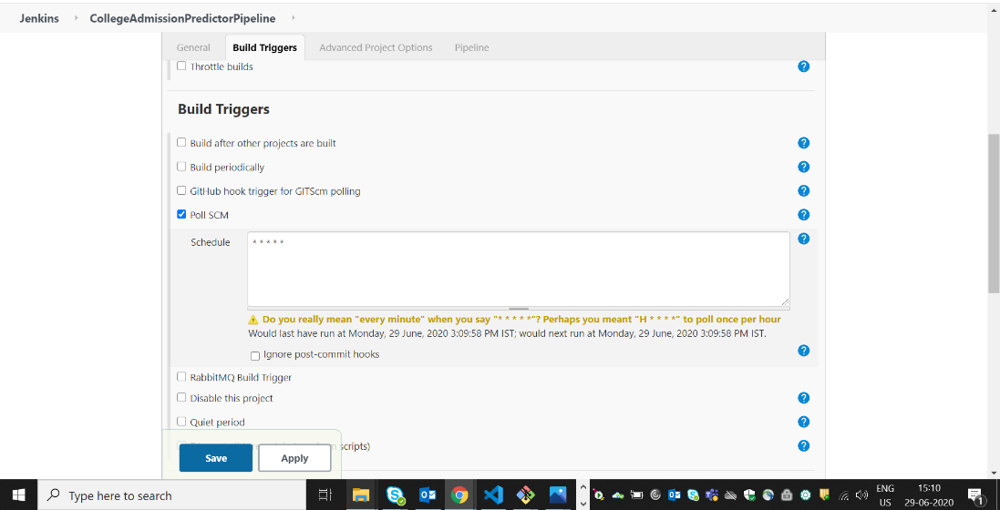 Jenkins CollegeAdmissionPredictorPipeline
General Build Triggers Advanced Project Options Pipeline
Throttle builds
Build Triggers
Build after other projects are built
Build periodically
GitHub hook trigger for GITScm polling
Poll SCM
Schedule * * * * *
Do you really mean "every minute" when you say "* * * * *"? Perhaps you meant "H * * * *" to poll once per hour
Would last have run at Monday, 29 June, 2020 3:09:58 PM IST; would next run at Monday, 29 June, 2020 3:09:58 PM IST.
Ignore post-commit hooks
RabbitMQ Build Trigger
Disable this project
Quiet period
scripts)
Save Apply
Type here to search
ENG
US
15:10
29-06-2020
1